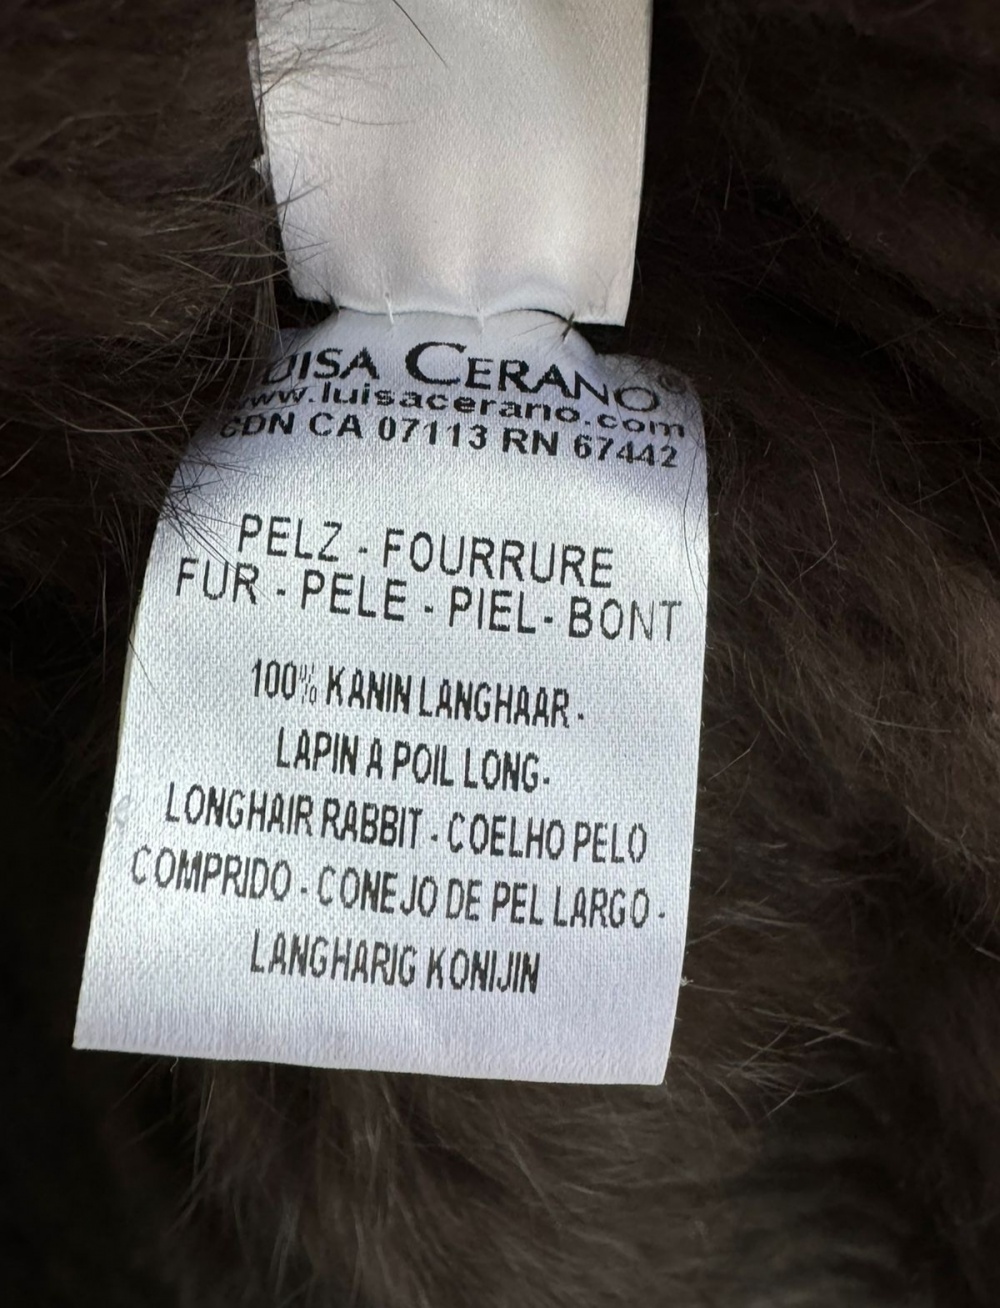 LUISA CERANO©
www.luisacerano.com
CDN CA 07113 RN 67442
PELZ - FOURRURE
FUR - PELE - PIEL - BONT
100% KANIN LANGHAAR -
LAPIN A POIL LONG-
LONGHAIR RABBIT - COELHO PELO
COMPRIDO - CONEJO DE PEL LARGO -
LANGHARIG KONIJIN